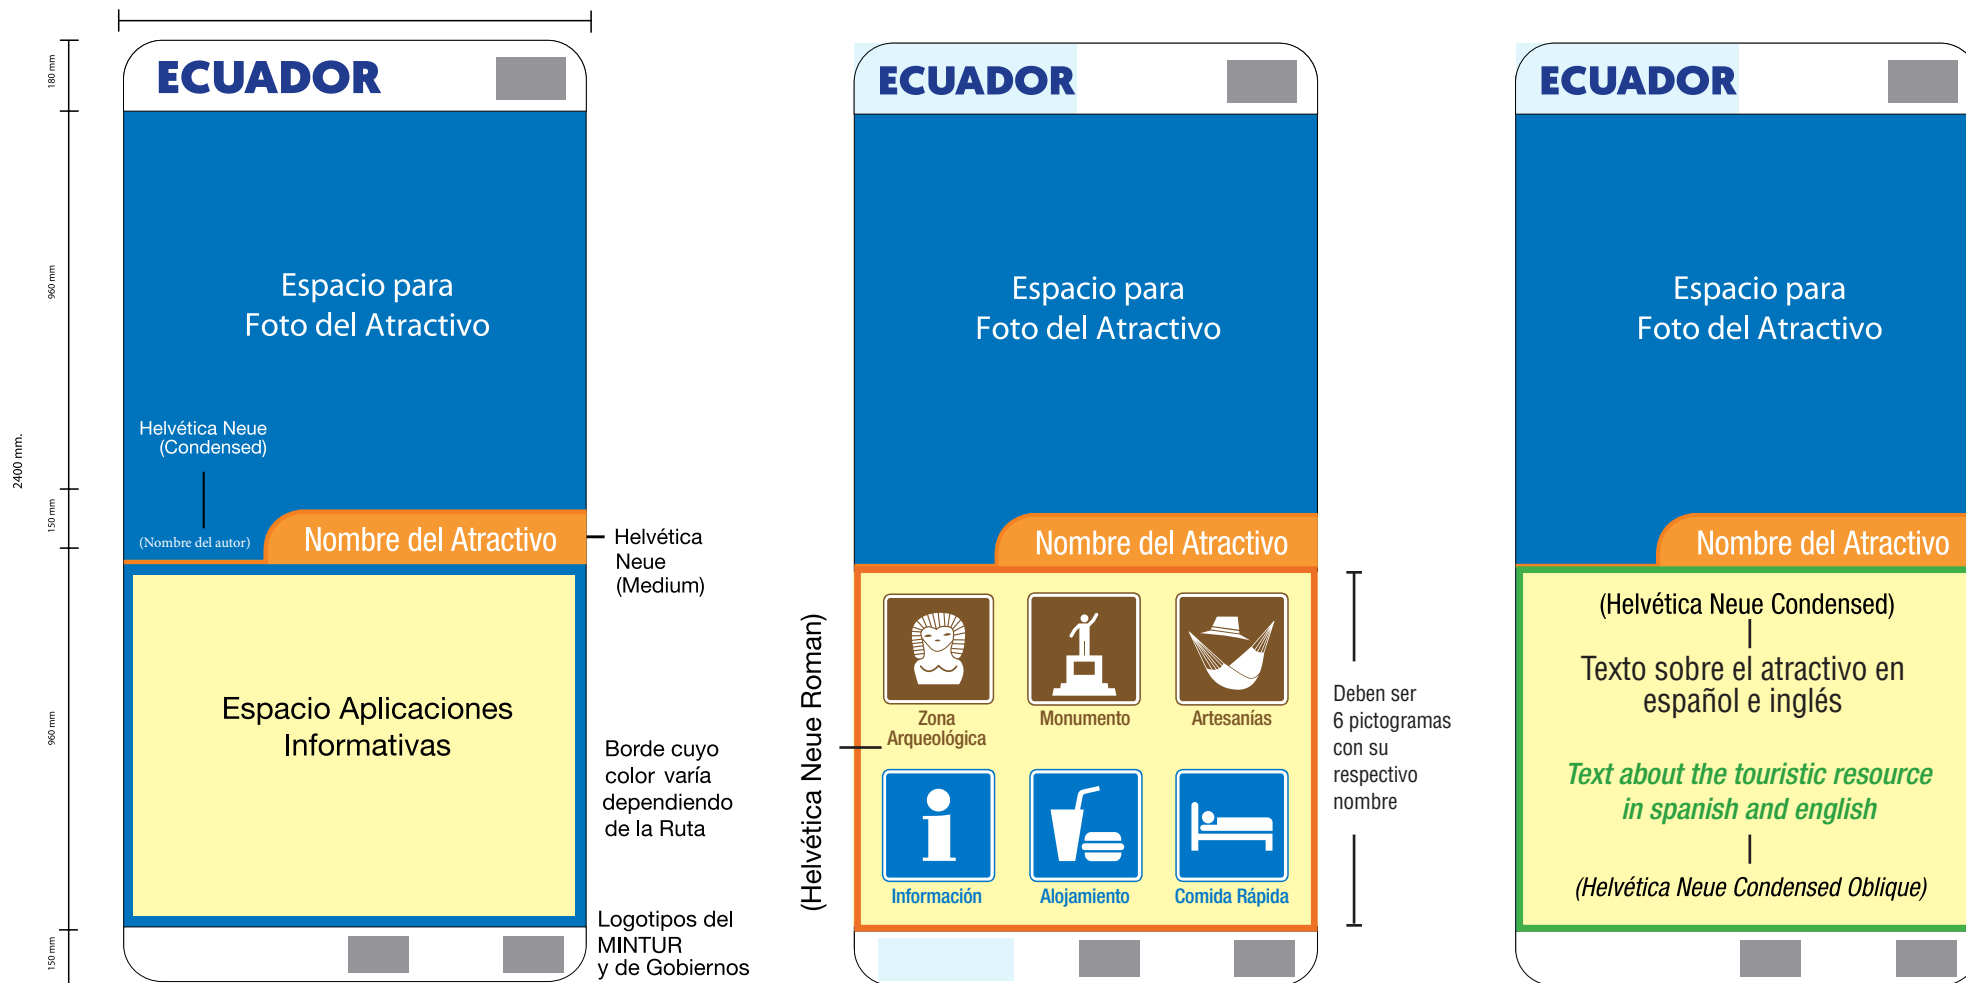 180 mm
960 mm
2400 mm.
150 mm
960 mm
150 mm
ECUADOR
Espacio para
Foto del Atractivo
Helvética Neue
(Condensed)
(Nombre del autor)
Nombre del Atractivo
Helvética
Neue
(Medium)
Espacio Aplicaciones
Informativas
Borde cuyo
color varía
dependiendo
de la Ruta
Logotipos del
MINTUR
y de Gobiernos
ECUADOR
Espacio para
Foto del Atractivo
Nombre del Atractivo
(Helvética Neue Roman)
Zona
Arqueológica
Monumento
Artesanías
Información
Alojamiento
Comida Rápida
Deben ser
6 pictogramas
con su
respectivo
nombre
ECUADOR
Espacio para
Foto del Atractivo
Nombre del Atractivo
(Helvética Neue Condensed)
Texto sobre el atractivo en
español e inglés
Text about the touristic resource
in spanish and english
(Helvética Neue Condensed Oblique)